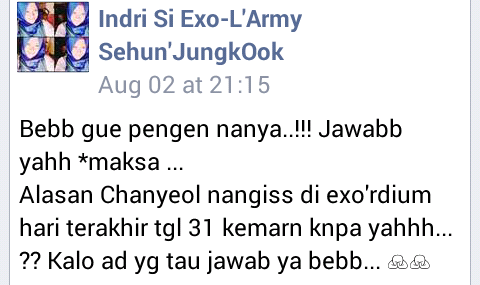 Indri Si Exo-L'Army
Sehun'JungkOok
Aug 02 at 21:15
Bebb gue pengen nanya..!!! Jawabb
yahh *maksa ...
Alasan Chanyeol nangiss di exo'rdium
hari terakhir tgl 31 kemarn knpa yahhh...
?? Kalo ad yg tau jawab ya bebb... 🙏🙏